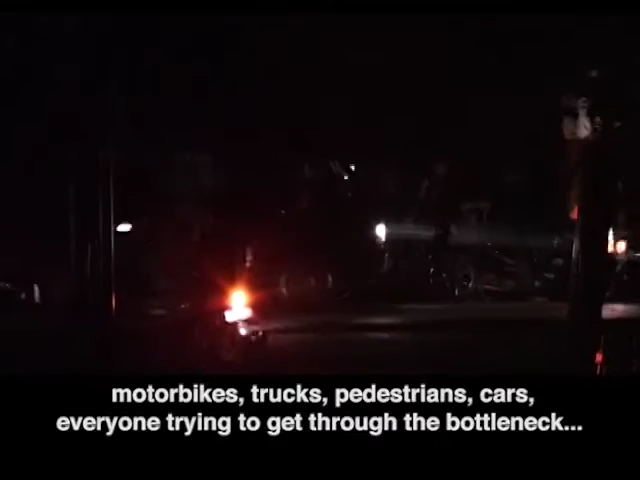 motorbikes, trucks, pedestrians, cars,
everyone trying to get through the bottleneck...